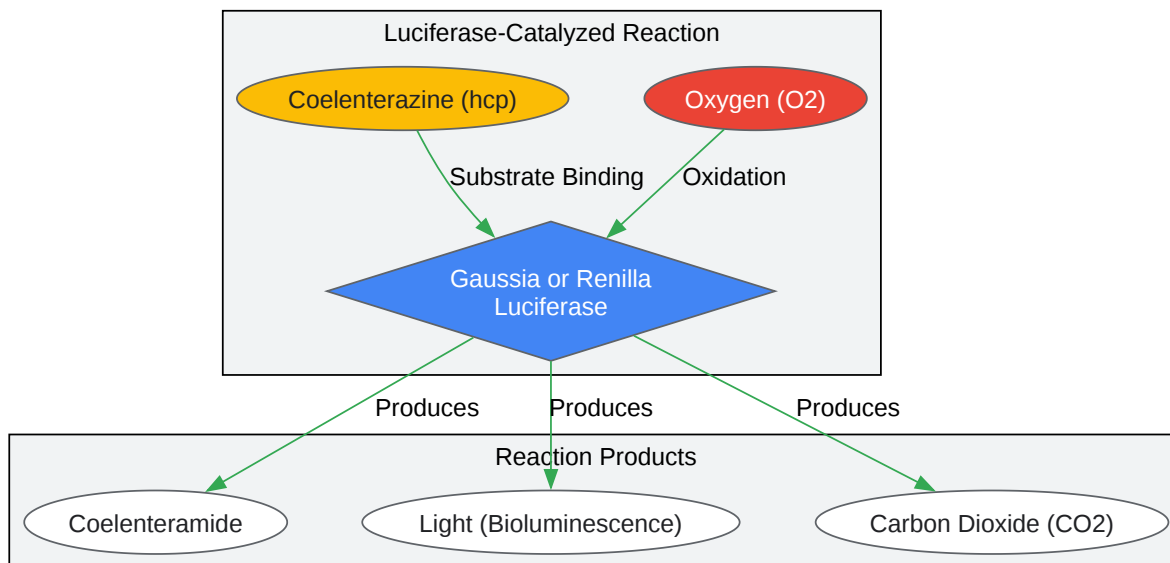 Luciferase-Catalyzed Reaction
Coelenterazine (hcp)
Oxygen (O2)
Substrate Binding
Oxidation
Gaussia or Renilla
Luciferase
Produces
Produces
Produces
Reaction Products
Coelenteramide
Light (Bioluminescence)
Carbon Dioxide (CO2)